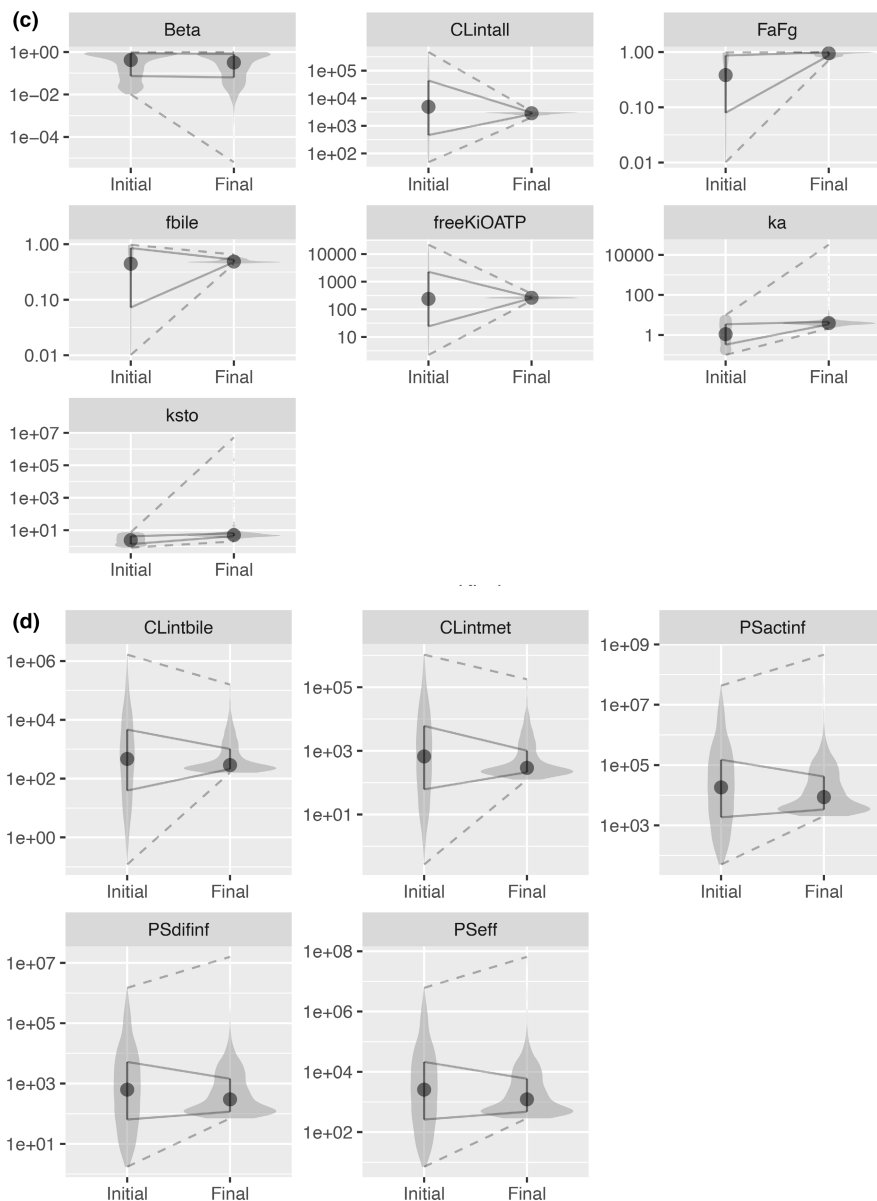 (c)
Beta CLintall FaFg
1e+00 1e−02 1e−04
1e+05 1e+04 1e+03 1e+02
1.00 0.10 0.01
Initial Final Initial Final Initial Final
fbile freeKiOATP ka
1.00 0.10 0.01
10000 1000 100 10
10000 100 1
Initial Final Initial Final Initial Final
ksto
1e+07 1e+05 1e+03 1e+01
Initial Final
(d)
CLintbile CLintmet PSactinf
1e+06 1e+04 1e+02 1e+00
1e+05 1e+03 1e+01
1e+09 1e+07 1e+05 1e+03
Initial Final Initial Final Initial Final
PSdifinf PSeff
1e+07 1e+05 1e+03 1e+01
1e+08 1e+06 1e+04 1e+02
Initial Final Initial Final